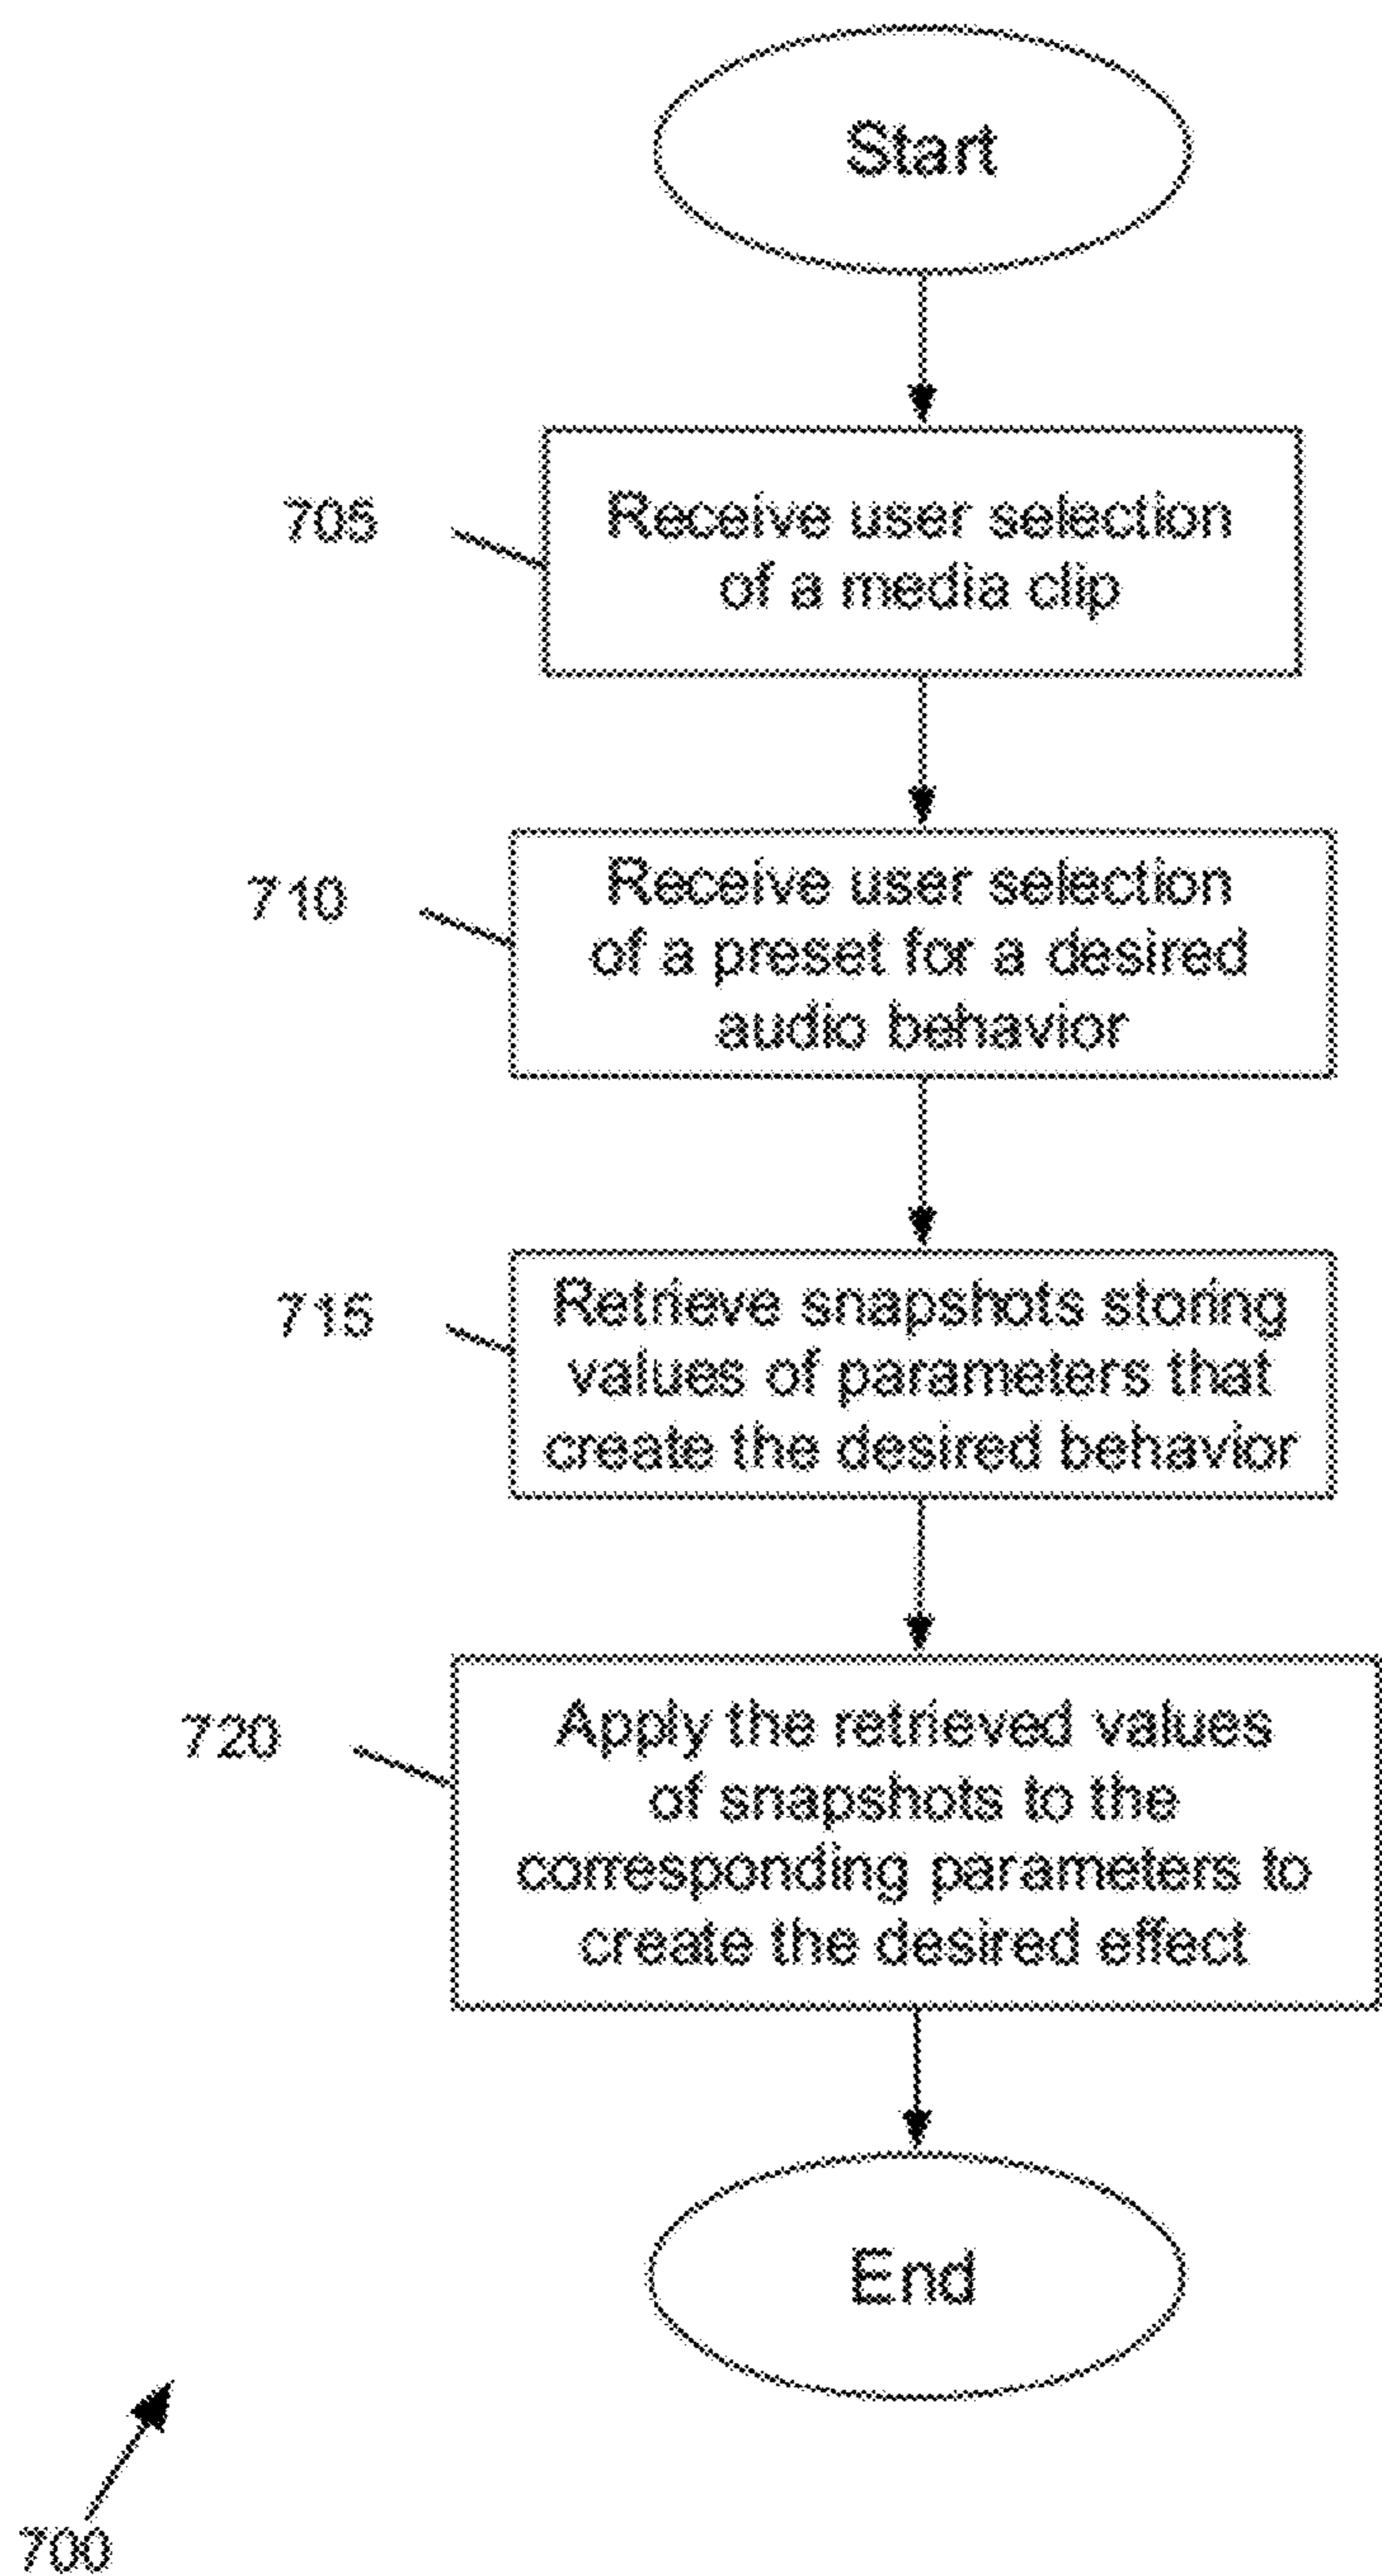 Start
705
Receive user selection
of a media clip
710
Receive user selection
of a preset for a desired
audio behavior
715
Retrieve snapshots storing
values of parameters that
create the desired behavior
720
Apply the retrieved values
of snapshots to the
corresponding parameters to
create the desired effect
End
700